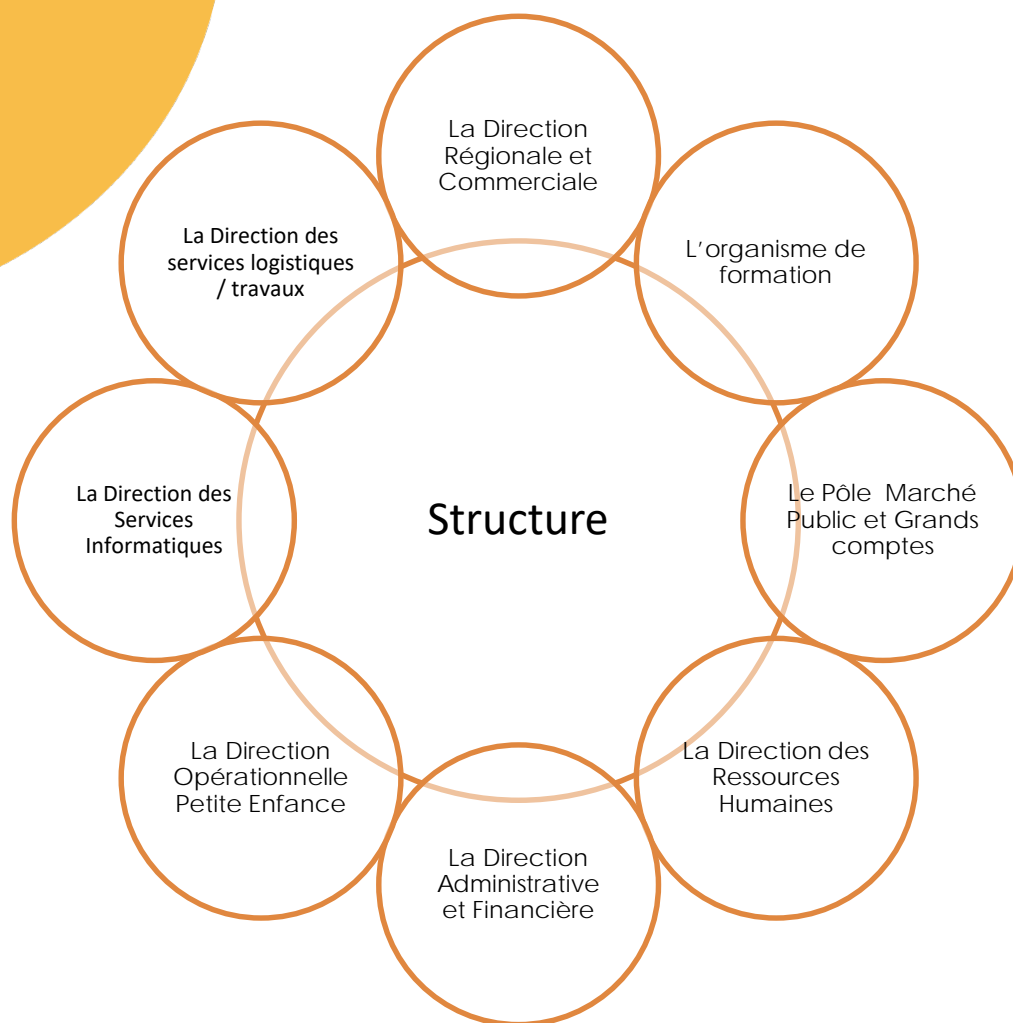 La Direction
Régionale et
Commerciale
L'organisme de
formation
Le Pôle  Marché
Public et Grands
comptes
La Direction des
Ressources
Humaines
La Direction
Administrative
et Financière
La Direction
Opérationnelle
Petite Enfance
La Direction des
Services
Informatiques
La Direction des
services logistiques
/ travaux
Structure